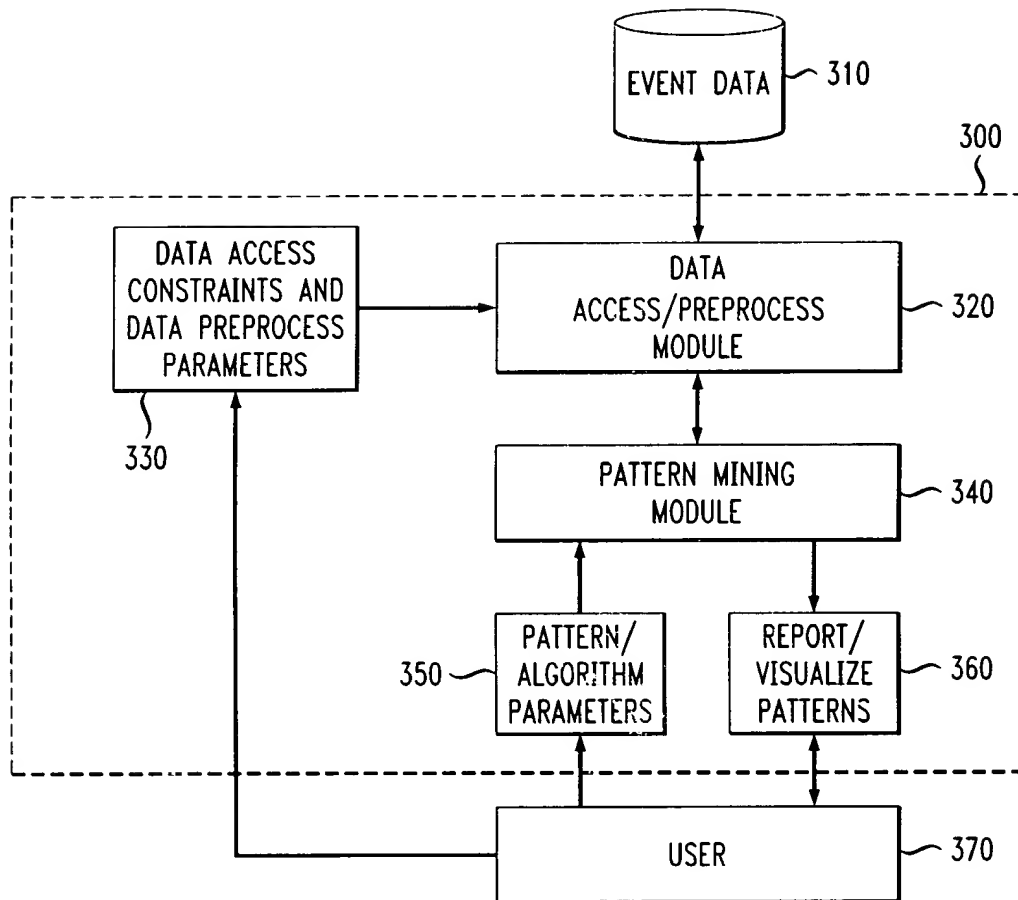 EVENT DATA
310
300
DATA ACCESS
CONSTRAINTS AND
DATA PREPROCESS
PARAMETERS
330
DATA
ACCESS/PREPROCESS
MODULE
320
PATTERN MINING
MODULE
340
350
PATTERN/
ALGORITHM
PARAMETERS
REPORT/
VISUALIZE
PATTERNS
360
USER
370